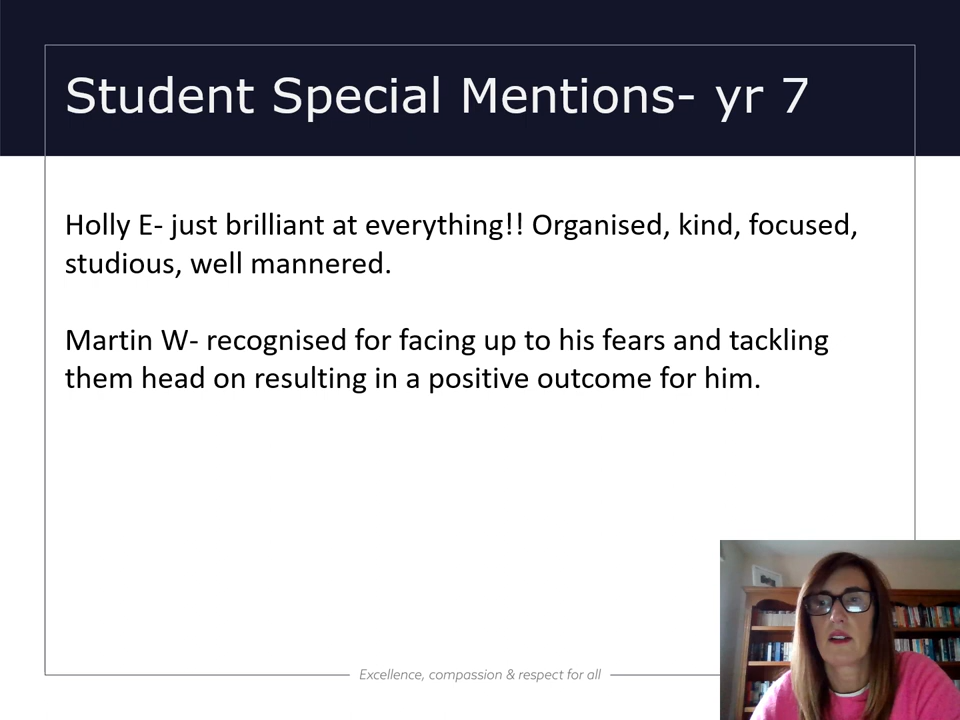 Student Special Mentions- yr 7
Holly E- just brilliant at everything!! Organised, kind, focused,
studious, well mannered.
Martin W- recognised for facing up to his fears and tackling
them head on resulting in a positive outcome for him.
Excellence, compassion & respect for all